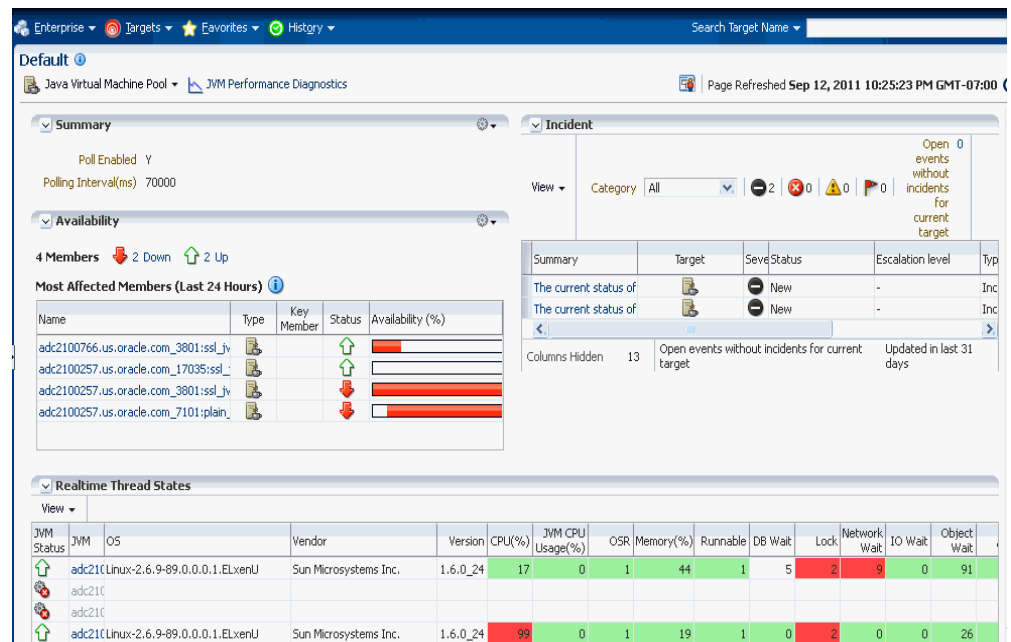 Enterprise Targets Favorites History Search Target Name
Default
Java Virtual Machine Pool JVM Performance Diagnostics Page Refreshed Sep 12, 2011 10:25:23 PM GMT-07:00
Summary
Poll Enabled Y
Polling Interval(ms) 70000
Availability
4 Members 2 Down 2 Up
Most Affected Members (Last 24 Hours)
Name Type Key Member Status Availability (%)
adc2100766.us.oracle.com_3801:ssl_jv
adc2100257.us.oracle.com_17035:ssl_
adc2100257.us.oracle.com_3801:ssl_jv
adc2100257.us.oracle.com_7101:plain_
Incident
View Category All 2 0 0 0 Open events without incidents for current target 0
Summary Target Seve Status Escalation level Typ
The current status of New - Inc
The current status of New - Inc
Columns Hidden 13 Open events without incidents for current target Updated in last 31 days
Realtime Thread States
View
JVM Status JVM OS Vendor Version CPU(%) JVM CPU Usage(%) OSR Memory(%) Runnable DB Wait Lock Network Wait IO Wait Object Wait
adc210 Linux-2.6.9-89.0.0.0.1.ELxenU Sun Microsystems Inc. 1.6.0_24 17 0 1 44 1 5 2 9 0 91
adc210
adc210
adc210 Linux-2.6.9-89.0.0.0.1.ELxenU Sun Microsystems Inc. 1.6.0_24 99 0 1 19 1 0 2 0 0 26